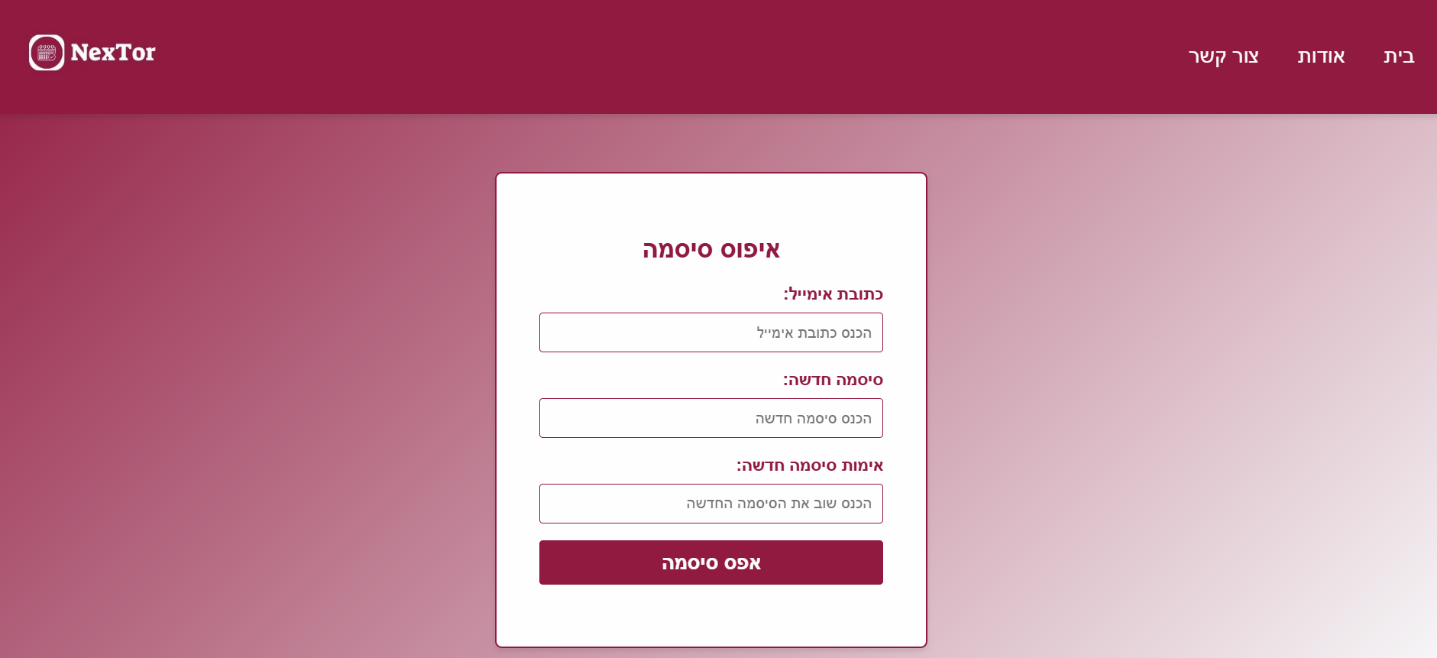 NexTor
בית
אודות
צור קשר
איפוס סיסמה
כתובת אימייל:
הכנס כתובת אימייל
סיסמה חדשה:
הכנס סיסמה חדשה
אימות סיסמה חדשה:
הכנס שוב את הסיסמה החדשה
אפס סיסמה